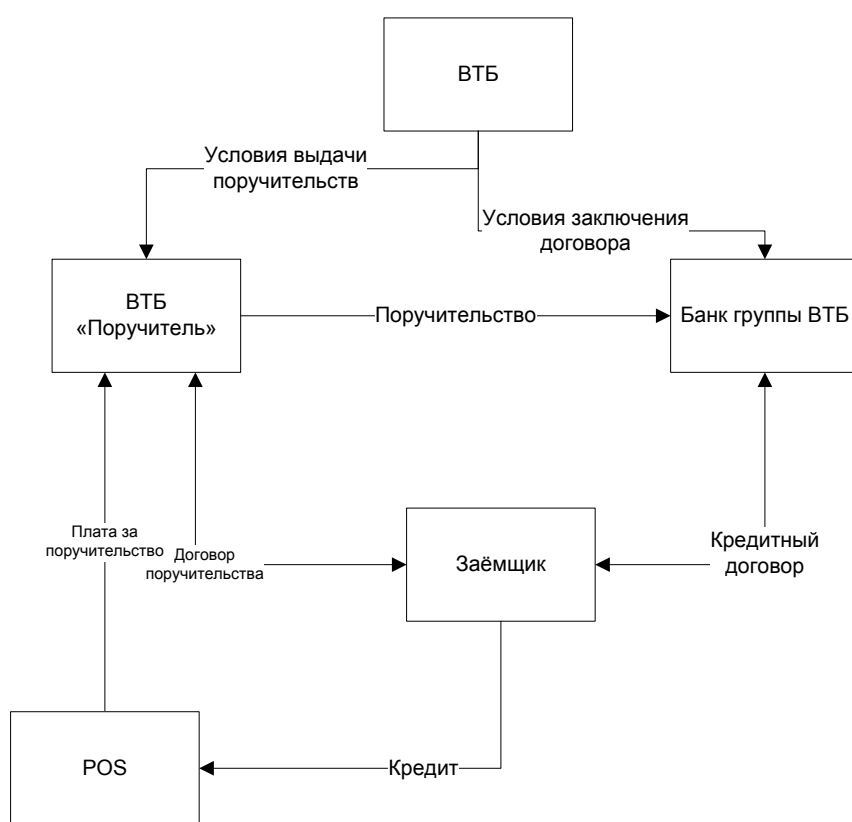 ВТБ
Условия выдачи
поручительств
Условия заключения
договора
ВТБ
«Поручитель»
Поручительство
Банк группы ВТБ
Плата за
поручительство
Договор
поручительства
Заёмщик
Кредитный
договор
POS
Кредит